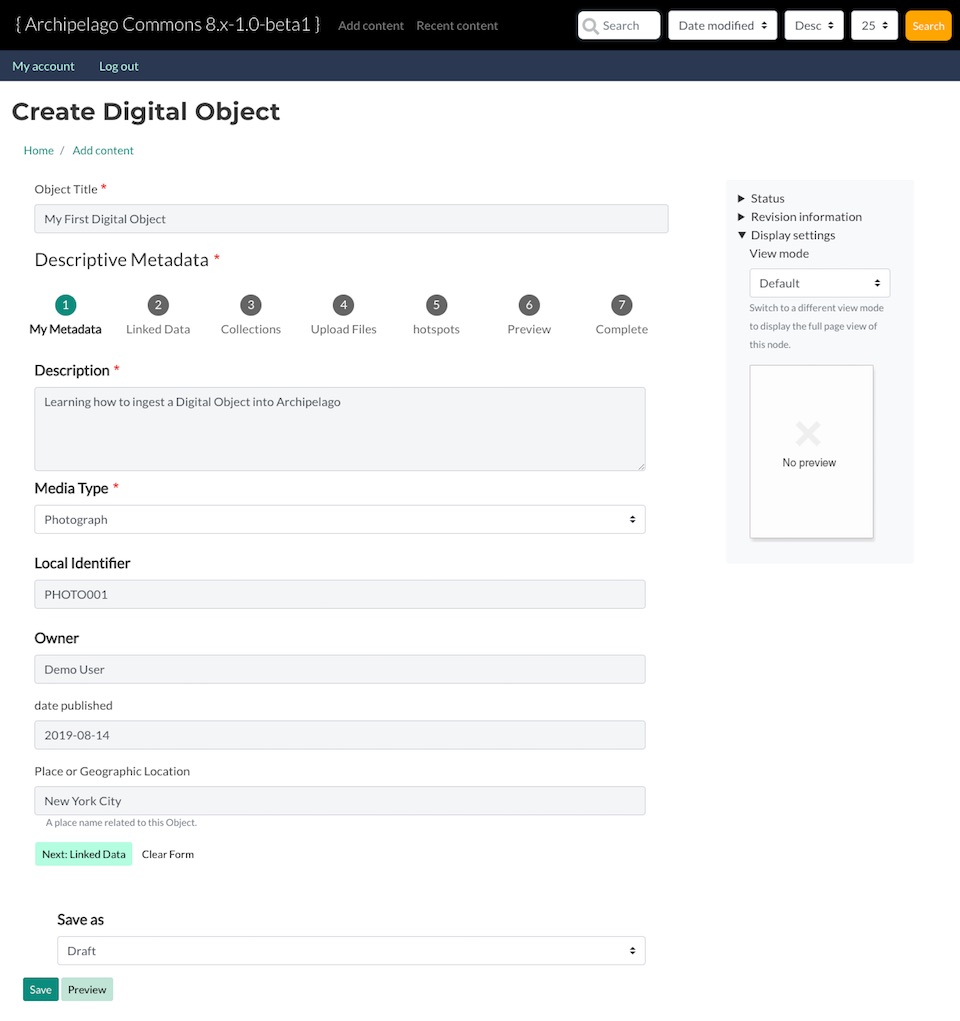 { Archipelago Commons 8.x-1.0-beta1 } Add content Recent content Search Date modified Desc 25 Search
My account Log out
Create Digital Object
Home / Add content
Object Title *
My First Digital Object
Descriptive Metadata *
1 2 3 4 5 6 7
My Metadata Linked Data Collections Upload Files hotspots Preview Complete
Description *
Learning how to ingest a Digital Object into Archipelago
Media Type *
Photograph
Local Identifier
PHOTO001
Owner
Demo User
date published
2019-08-14
Place or Geographic Location
New York City
A place name related to this Object.
Next: Linked Data Clear Form
Save as
Draft
Save Preview
Status
Revision information
Display settings
View mode
Default
Switch to a different view mode
to display the full page view of
this node.
No preview